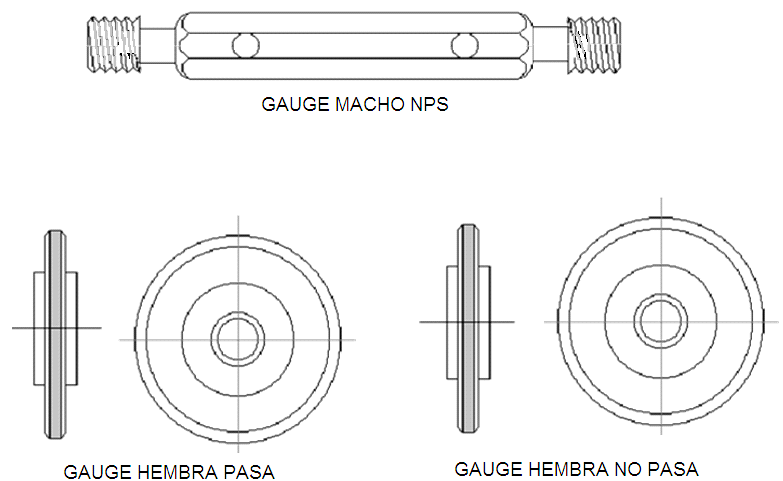 GAUGE MACHO NPS
GAUGE HEMBRA PASA
GAUGE HEMBRA NO PASA